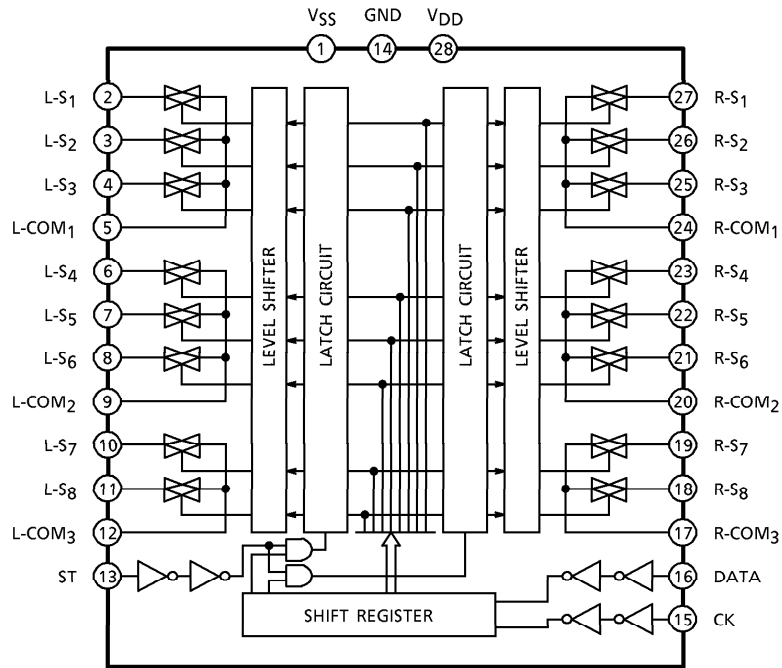 VSS GND VDD
1 14 28
L-S1 2 27 R-S1
L-S2 3 26 R-S2
L-S3 4 25 R-S3
L-COM1 5 24 R-COM1
L-S4 6 23 R-S4
L-S5 7 22 R-S5
L-S6 8 21 R-S6
L-COM2 9 20 R-COM2
L-S7 10 19 R-S7
L-S8 11 18 R-S8
L-COM3 12 17 R-COM3
ST 13 16 DATA
15 CK
LEVEL SHIFTER
LATCH CIRCUIT
LATCH CIRCUIT
LEVEL SHIFTER
SHIFT REGISTER